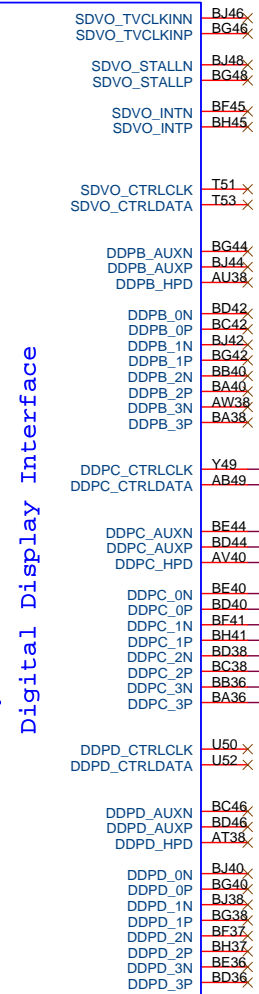 SDVO_TVCLKINN BJ46
SDVO_TVCLKINP BG46
SDVO_STALLN BJ48
SDVO_STALLP BG48
SDVO_INTN BF45
SDVO_INTP BH45
SDVO_CTRLCLK T51
SDVO_CTRLDATA T53
DDPB_AUXN BG44
DDPB_AUXP BJ44
DDPB_HPD AU38
DDPB_0N BD42
DDPB_0P BC42
DDPB_1N BJ42
DDPB_1P BG42
DDPB_2N BB40
DDPB_2P BA40
DDPB_3N AW38
DDPB_3P BA38
Digital Display Interface
DDPC_CTRLCLK Y49
DDPC_CTRLDATA AB49
DDPC_AUXN BE44
DDPC_AUXP BD44
DDPC_HPD AV40
DDPC_0N BE40
DDPC_0P BD40
DDPC_1N BF41
DDPC_1P BH41
DDPC_2N BD38
DDPC_2P BC38
DDPC_3N BB36
DDPC_3P BA36
DDPD_CTRLCLK U50
DDPD_CTRLDATA U52
DDPD_AUXN BC46
DDPD_AUXP BD46
DDPD_HPD AT38
DDPD_0N BJ40
DDPD_0P BG40
DDPD_1N BJ38
DDPD_1P BG38
DDPD_2N BF37
DDPD_2P BH37
DDPD_3N BE36
DDPD_3P BD36